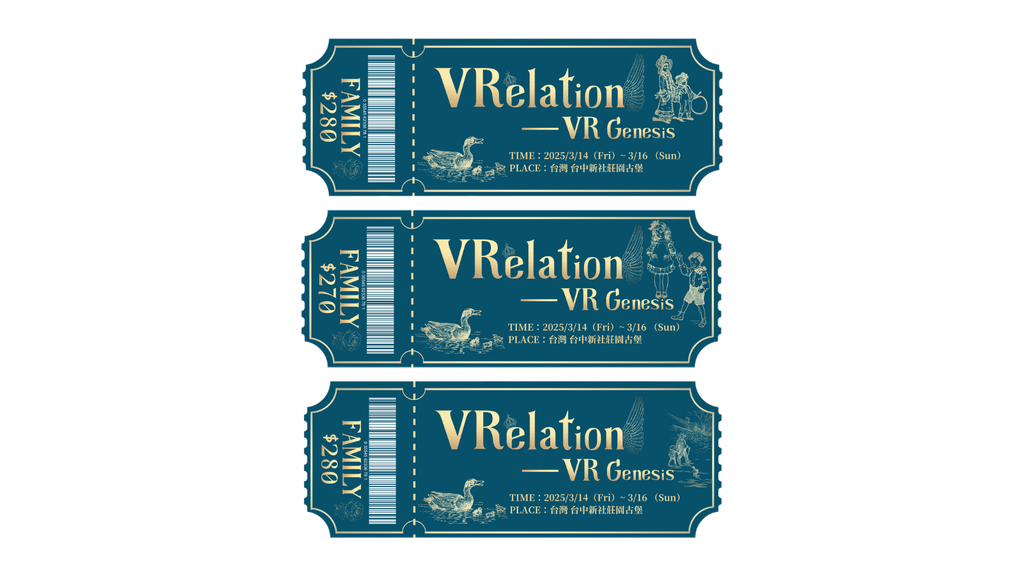 FAMILY
$280
VRelation
VR Genesis
TIME：2025/3/14（Fri）~ 3/16 （Sun）
PLACE：台灣 台中新社莊園古堡
FAMILY
$270
VRelation
VR Genesis
TIME：2025/3/14（Fri）~ 3/16 （Sun）
PLACE：台灣 台中新社莊園古堡
FAMILY
$280
VRelation
VR Genesis
TIME：2025/3/14（Fri）~ 3/16 （Sun）
PLACE：台灣 台中新社莊園古堡